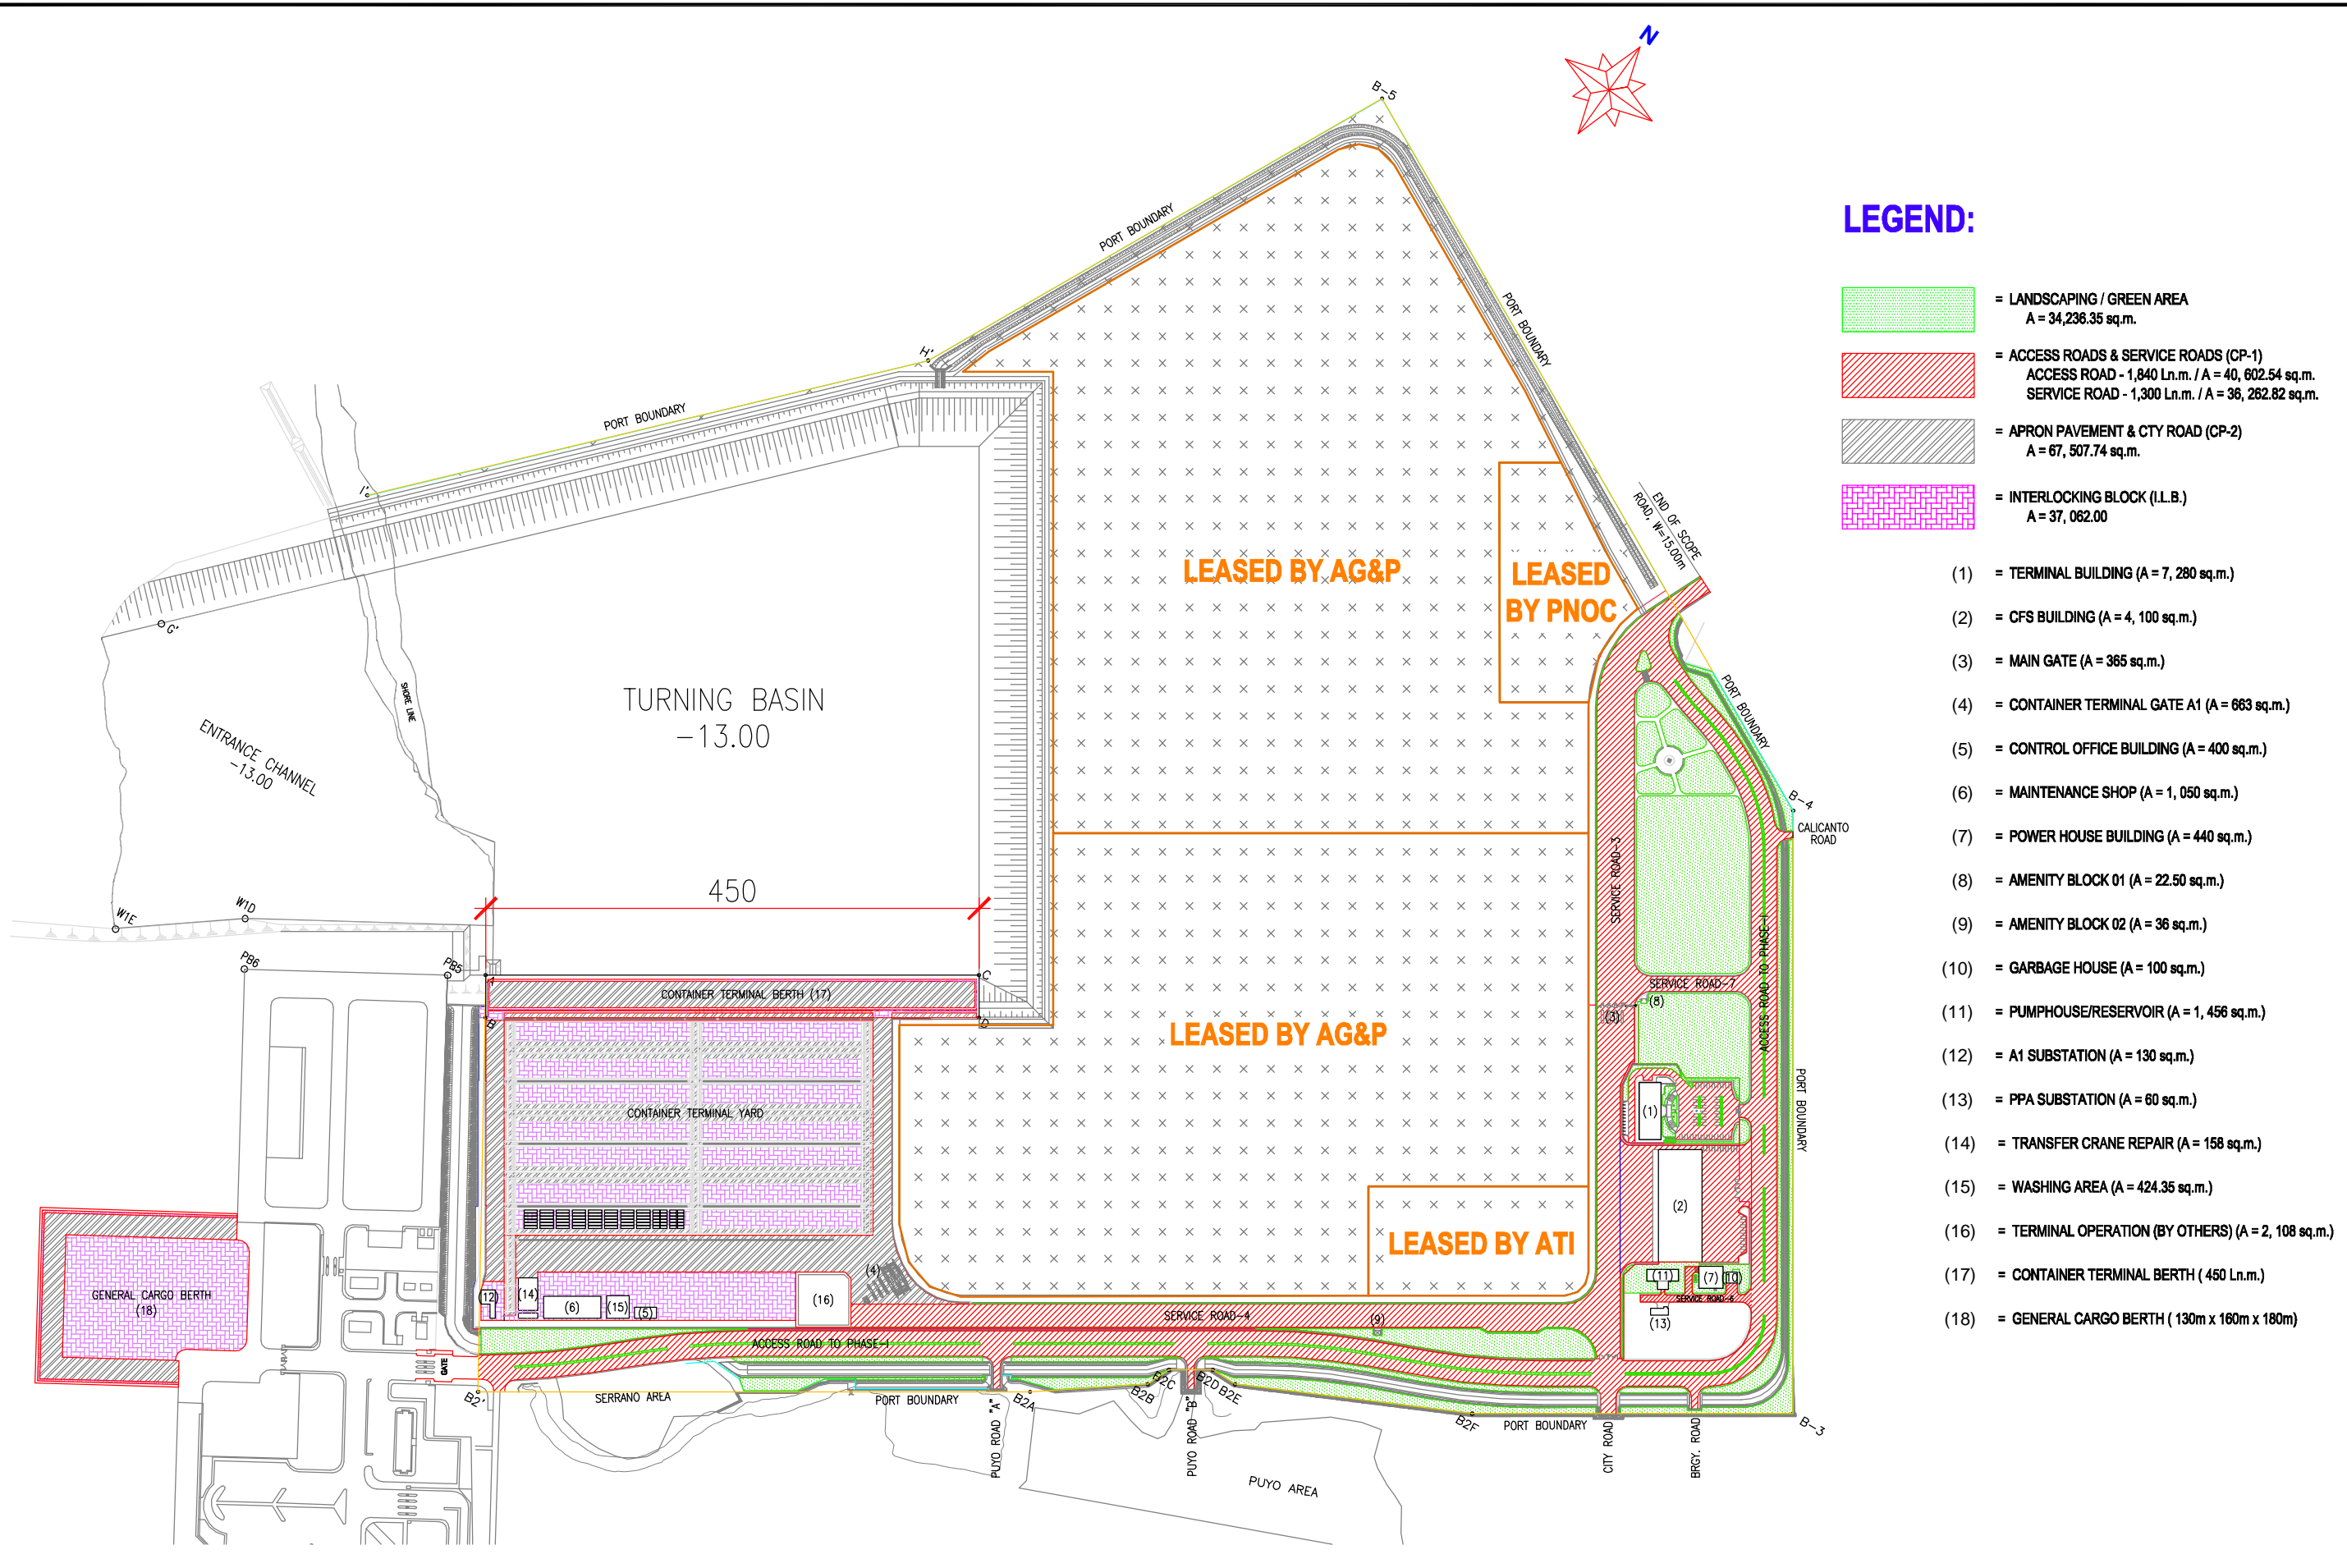 N
B-5
PORT BOUNDARY
PORT BOUNDARY
H'
PORT BOUNDARY
I'
G'
SHORE LINE
ENTRANCE CHANNEL
-13.00
TURNING BASIN
-13.00
450
LEASED BY AG&P
LEASED
BY PNOC
END OF SCOPE
ROAD, W=15.00m
PORT BOUNDARY
B-4
CALICANTO
ROAD
SERVICE ROAD-3
ACCESS ROAD TO PHASE-I
SERVICE ROAD-7
(8)
(3)
W1E
W1D
PB6
PB5
A
C
B
D
CONTAINER TERMINAL BERTH (17)
CONTAINER TERMINAL YARD
LEASED BY AG&P
PORT BOUNDARY
(1)
(2)
LEASED BY ATI
GENERAL CARGO BERTH
(18)
(4)
(12)
(14)
(6)
(15)
(5)
(16)
(11)
(7)
(10)
SERVICE ROAD-6
(13)
SERVICE ROAD-4
(9)
ACCESS ROAD TO PHASE-I
GATE
B2'
SERRANO AREA
PORT BOUNDARY
B2A
B2B
B2C
B2D
B2E
B2F
PORT BOUNDARY
B-3
PUYO ROAD "A"
PUYO ROAD "B"
CITY ROAD
BRGY. ROAD
PUYO AREA
LEGEND:
= LANDSCAPING / GREEN AREA
A = 34,236.35 sq.m.
= ACCESS ROADS & SERVICE ROADS (CP-1)
ACCESS ROAD - 1,840 Ln.m. / A = 40, 602.54 sq.m.
SERVICE ROAD - 1,300 Ln.m. / A = 36, 262.82 sq.m.
= APRON PAVEMENT & CTY ROAD (CP-2)
A = 67, 507.74 sq.m.
= INTERLOCKING BLOCK (I.L.B.)
A = 37, 062.00
(1) = TERMINAL BUILDING (A = 7, 280 sq.m.)
(2) = CFS BUILDING (A = 4, 100 sq.m.)
(3) = MAIN GATE (A = 365 sq.m.)
(4) = CONTAINER TERMINAL GATE A1 (A = 663 sq.m.)
(5) = CONTROL OFFICE BUILDING (A = 400 sq.m.)
(6) = MAINTENANCE SHOP (A = 1, 050 sq.m.)
(7) = POWER HOUSE BUILDING (A = 440 sq.m.)
(8) = AMENITY BLOCK 01 (A = 22.50 sq.m.)
(9) = AMENITY BLOCK 02 (A = 36 sq.m.)
(10) = GARBAGE HOUSE (A = 100 sq.m.)
(11) = PUMPHOUSE/RESERVOIR (A = 1, 456 sq.m.)
(12) = A1 SUBSTATION (A = 130 sq.m.)
(13) = PPA SUBSTATION (A = 60 sq.m.)
(14) = TRANSFER CRANE REPAIR (A = 158 sq.m.)
(15) = WASHING AREA (A = 424.35 sq.m.)
(16) = TERMINAL OPERATION (BY OTHERS) (A = 2, 108 sq.m.)
(17) = CONTAINER TERMINAL BERTH ( 450 Ln.m.)
(18) = GENERAL CARGO BERTH ( 130m x 160m x 180m)